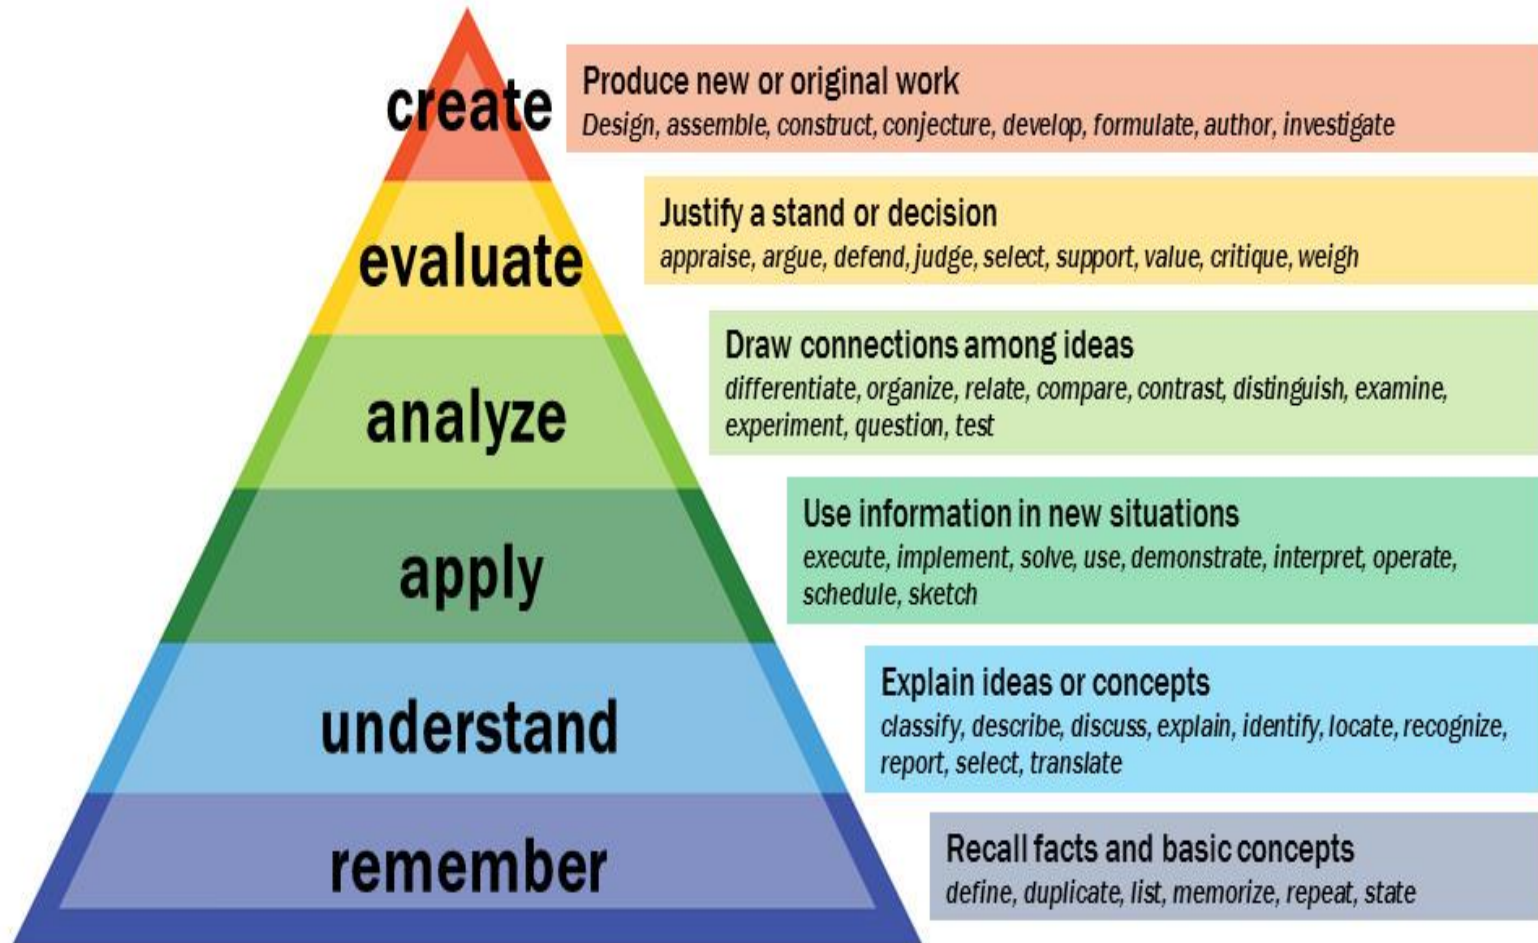 create
Produce new or original work
Design, assemble, construct, conjecture, develop, formulate, author, investigate
evaluate
Justify a stand or decision
appraise, argue, defend, judge, select, support, value, critique, weigh
analyze
Draw connections among ideas
differentiate, organize, relate, compare, contrast, distinguish, examine,
experiment, question, test
apply
Use information in new situations
execute, implement, solve, use, demonstrate, interpret, operate,
schedule, sketch
understand
Explain ideas or concepts
classify, describe, discuss, explain, identify, locate, recognize,
report, select, translate
remember
Recall facts and basic concepts
define, duplicate, list, memorize, repeat, state